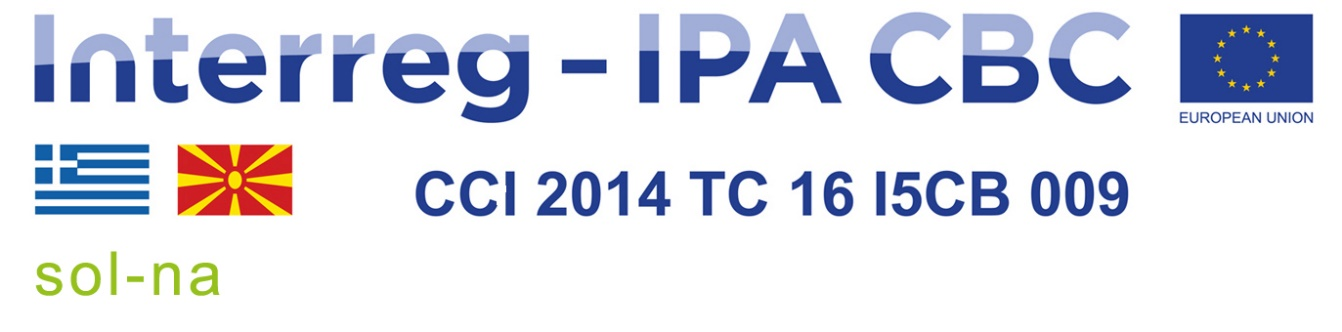 Interreg - IPA CBC
EUROPEAN UNION
CCI 2014 TC 16 I5CB 009
sol-na